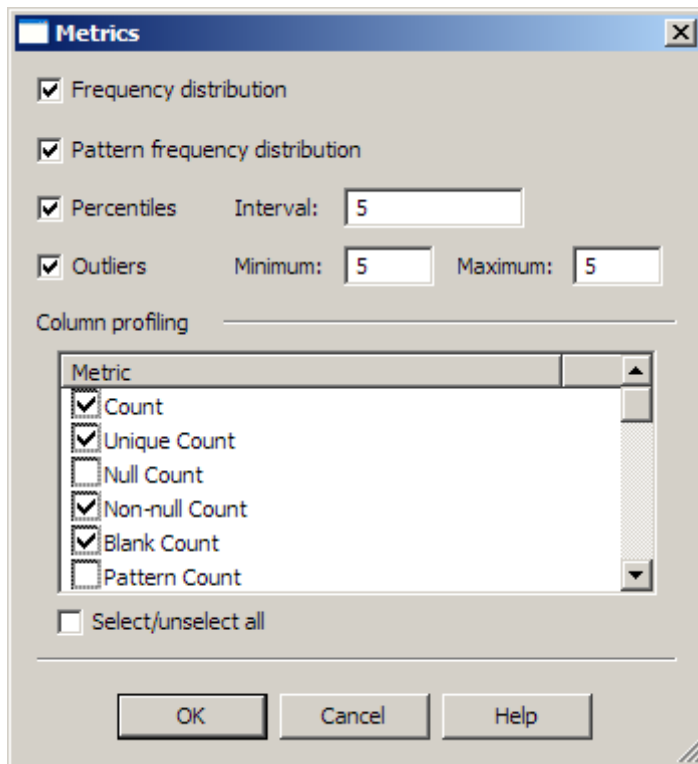 Metrics
Frequency distribution
Pattern frequency distribution
Percentiles Interval: 5
Outliers Minimum: 5 Maximum: 5
Column profiling
Metric
Count
Unique Count
Null Count
Non-null Count
Blank Count
Pattern Count
Select/unselect all
OK Cancel Help